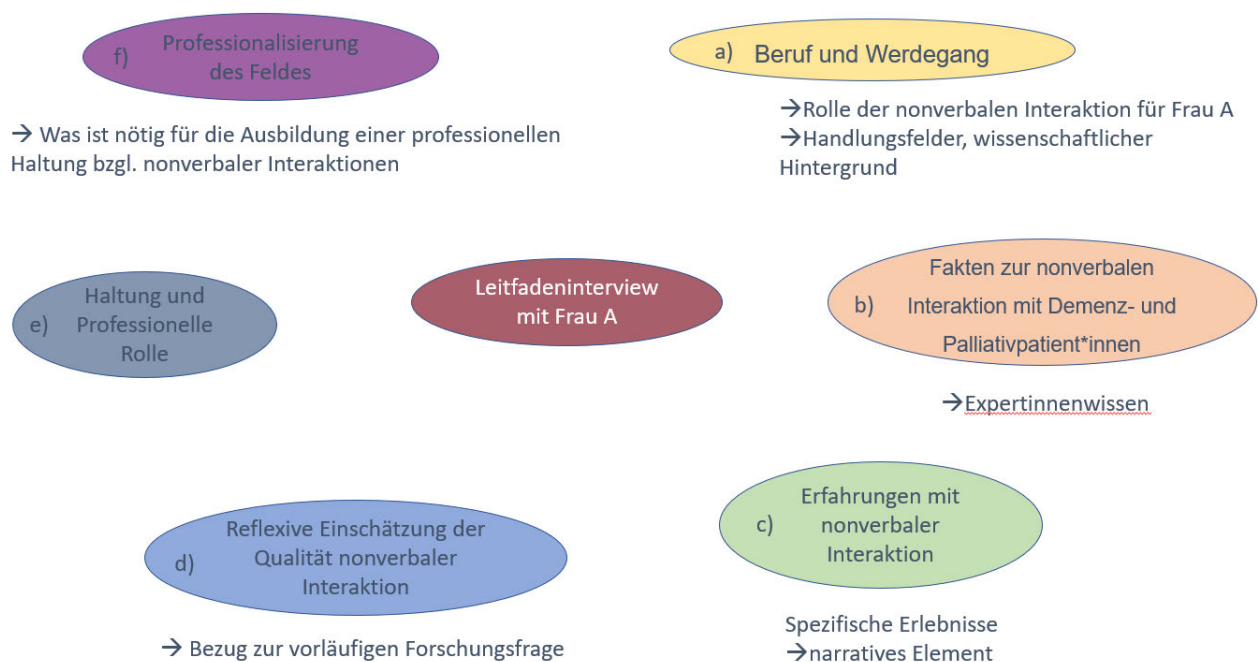 f) Professionalisierung
des Feldes
→ Was ist nötig für die Ausbildung einer professionellen
Haltung bzgl. nonverbaler Interaktionen
a) Beruf und Werdegang
→Rolle der nonverbalen Interaktion für Frau A
→Handlungsfelder, wissenschaftlicher
Hintergrund
Haltung und
e) Professionelle
Rolle
Leitfadeninterview
mit Frau A
Fakten zur nonverbalen
b) Interaktion mit Demenz- und
Palliativpatient*innen
→Expertinnenwissen
Reflexive Einschätzung der
d) Qualität nonverbaler
Interaktion
→ Bezug zur vorläufigen Forschungsfrage
Erfahrungen mit
c) nonverbaler
Interaktion
Spezifische Erlebnisse
→narratives Element